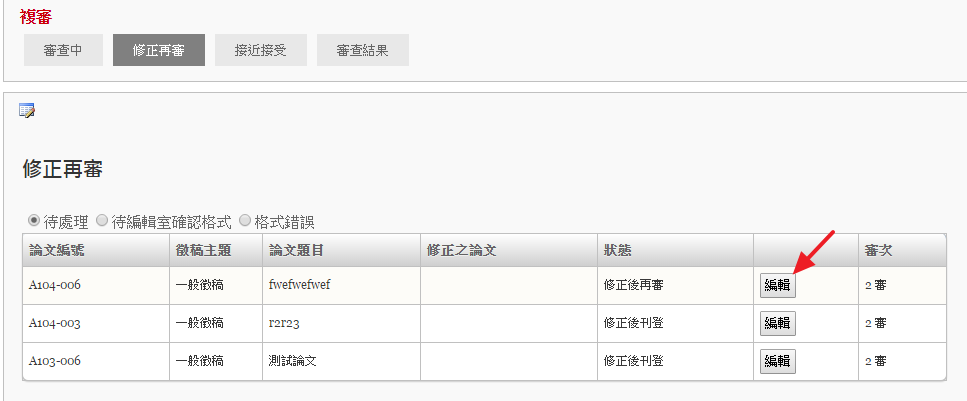 複審
審查中 修正再審 接近接受 審查結果
修正再審
待處理 待編輯室確認格式 格式錯誤
論文編號 徵稿主題 論文題目 修正之論文 狀態 審次
A104-006 一般徵稿 fwefwefwef 修正後再審 編輯 2 審
A104-003 一般徵稿 r2r23 修正後刊登 編輯 2 審
A103-006 一般徵稿 測試論文 修正後刊登 編輯 2 審